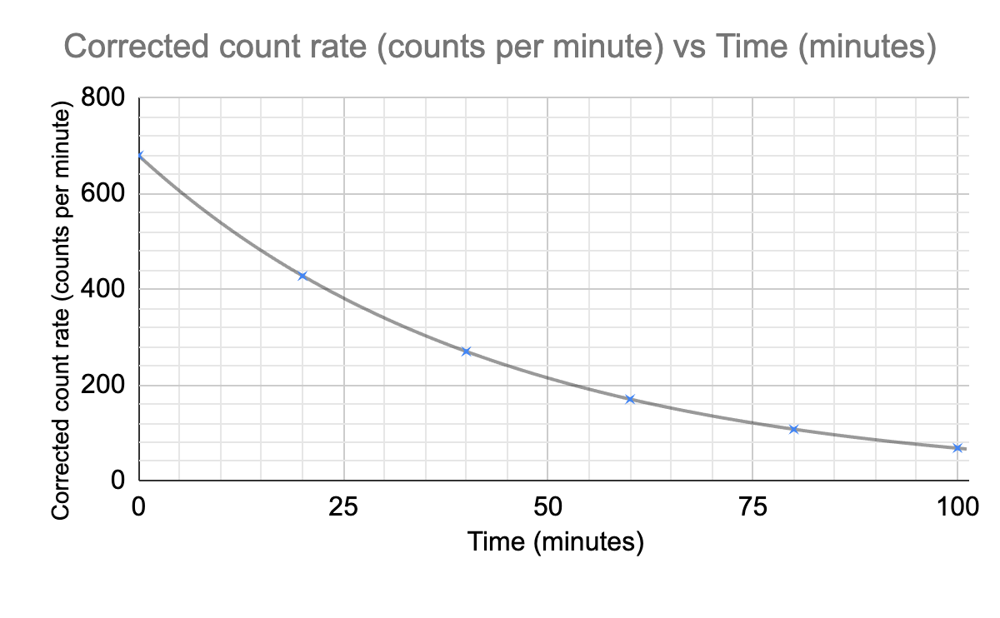 Corrected count rate (counts per minute) vs Time (minutes)
Corrected count rate (counts per minute)
800
600
400
200
0
0 25 50 75 100
Time (minutes)